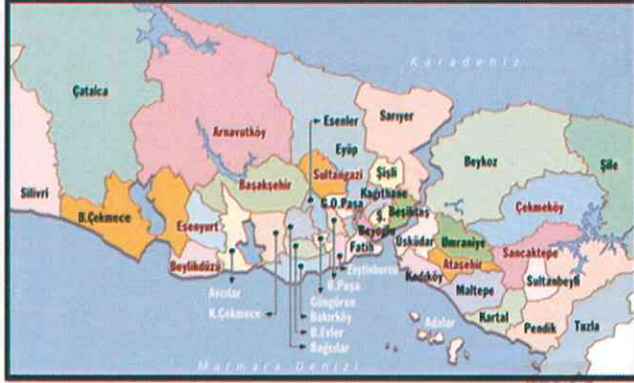 Karadeniz
Çatalca
Esenler
Sarıyer
Arnavutköy
Eyüp
Beykoz
Şile
Sultangazi
Şişli
Silivri
Başakşehir
Kağıthane
Çekmeköy
G.O.Paşa
Ş.
Beşiktaş
B.Çekmece
Esenyurt
Beyoğlu
Üsküdar
Ümraniye
Fatih
Sancaktepe
Ataşehir
Beylikdüzü
Zeytinburnu
Kadıköy
Sultanbeyli
B.Paşa
Maltepe
Avcılar
Güngören
K.Çekmece
Bakırköy
Kartal
Adalar
Pendik
Tuzla
B.Evler
Bağcılar
Marmara Denizi